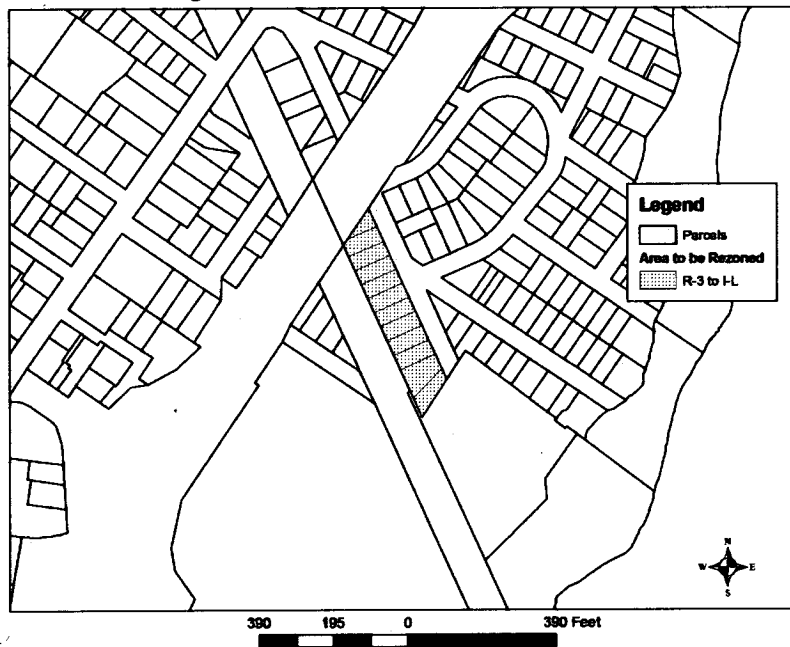 Legend
Parcels
Area to be Rezoned
R-3 to I-L
N
W E
S
390 195 0 390 Feet